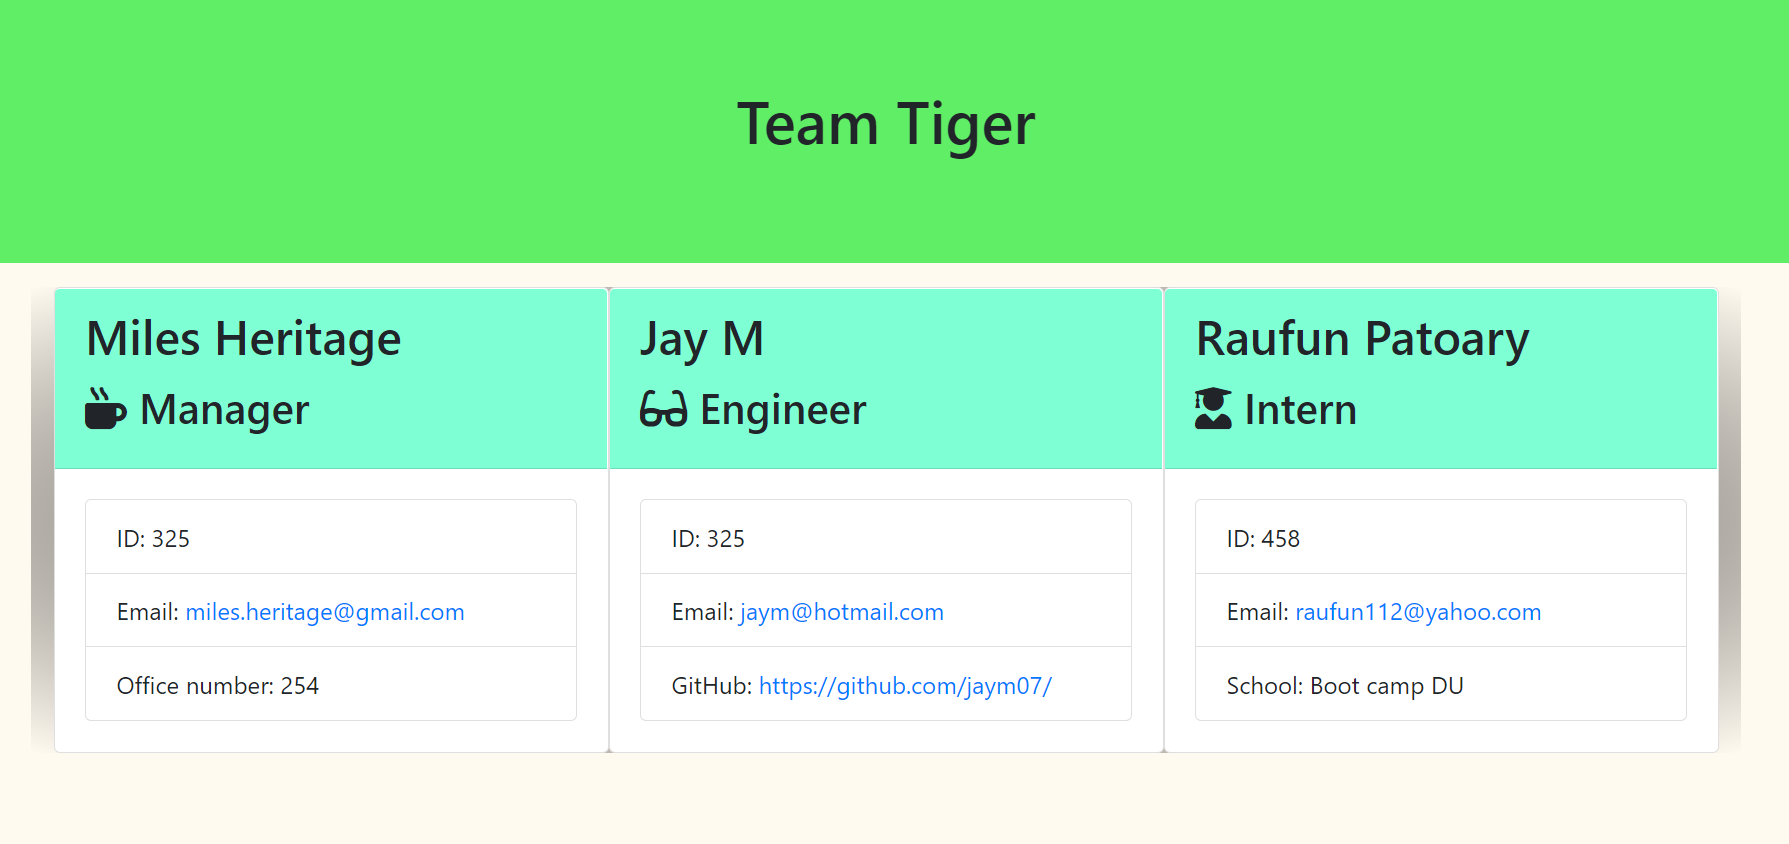 Team Tiger
Miles Heritage
Manager
ID: 325
Email: miles.heritage@gmail.com
Office number: 254
Jay M
Engineer
ID: 325
Email: jaym@hotmail.com
GitHub: https://github.com/jaym07/
Raufun Patoary
Intern
ID: 458
Email: raufun112@yahoo.com
School: Boot camp DU